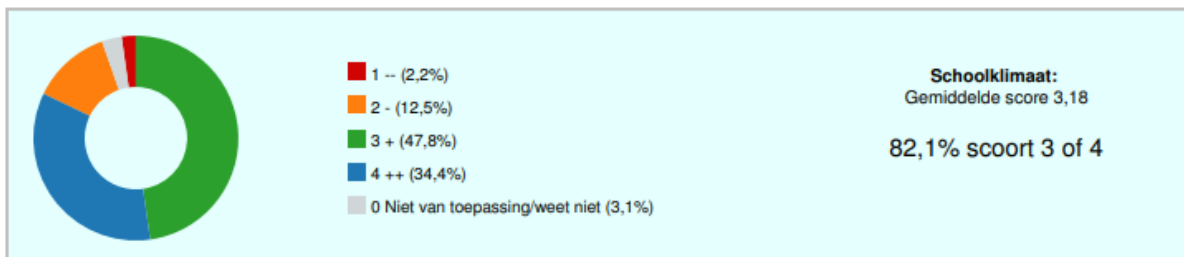 1 -- (2,2%)
2 - (12,5%)
3 + (47,8%)
4 ++ (34,4%)
0 Niet van toepassing/weet niet (3,1%)
Schoolklimaat:
Gemiddelde score 3,18
82,1% scoort 3 of 4